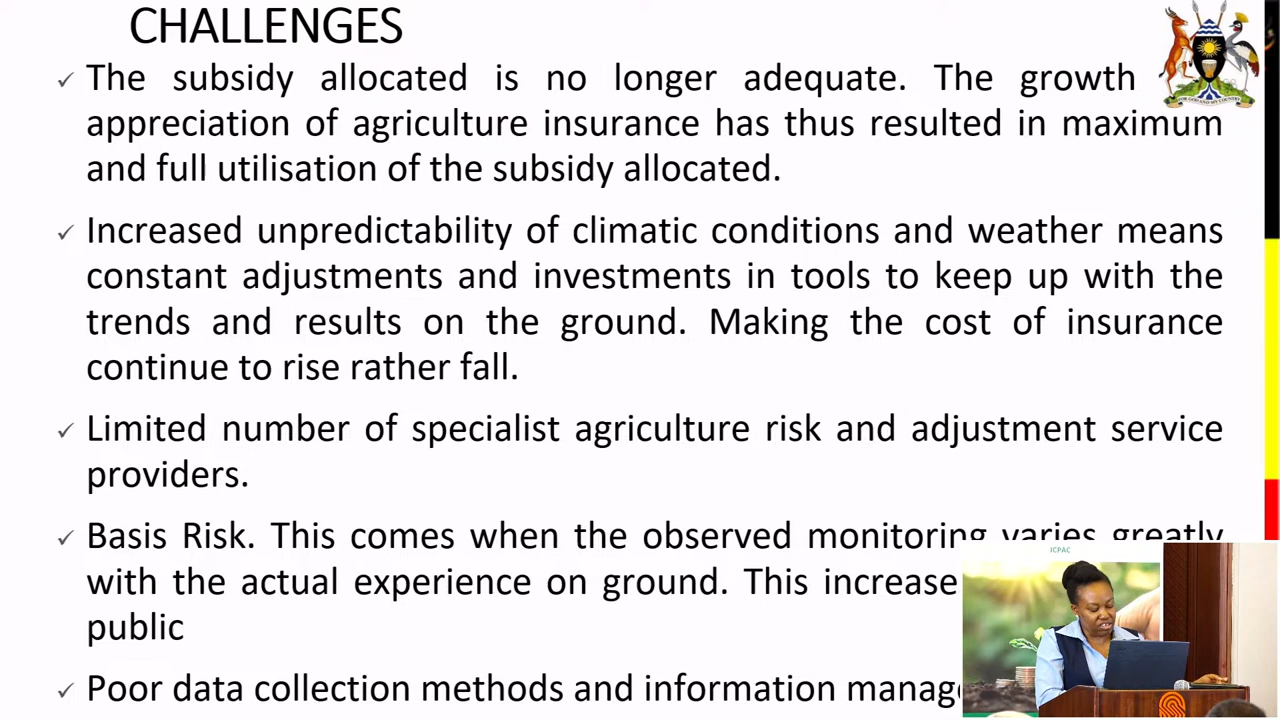 CHALLENGES
✓ The subsidy allocated is no longer adequate. The growth
appreciation of agriculture insurance has thus resulted in maximum
and full utilisation of the subsidy allocated.
✓ Increased unpredictability of climatic conditions and weather means
constant adjustments and investments in tools to keep up with the
trends and results on the ground. Making the cost of insurance
continue to rise rather fall.
✓ Limited number of specialist agriculture risk and adjustment service
providers.
✓ Basis Risk. This comes when the observed monitoring varies greatly
with the actual experience on ground. This increase
public
✓ Poor data collection methods and information manage
FOR GOD AND MY COUNTRY
ICPAC